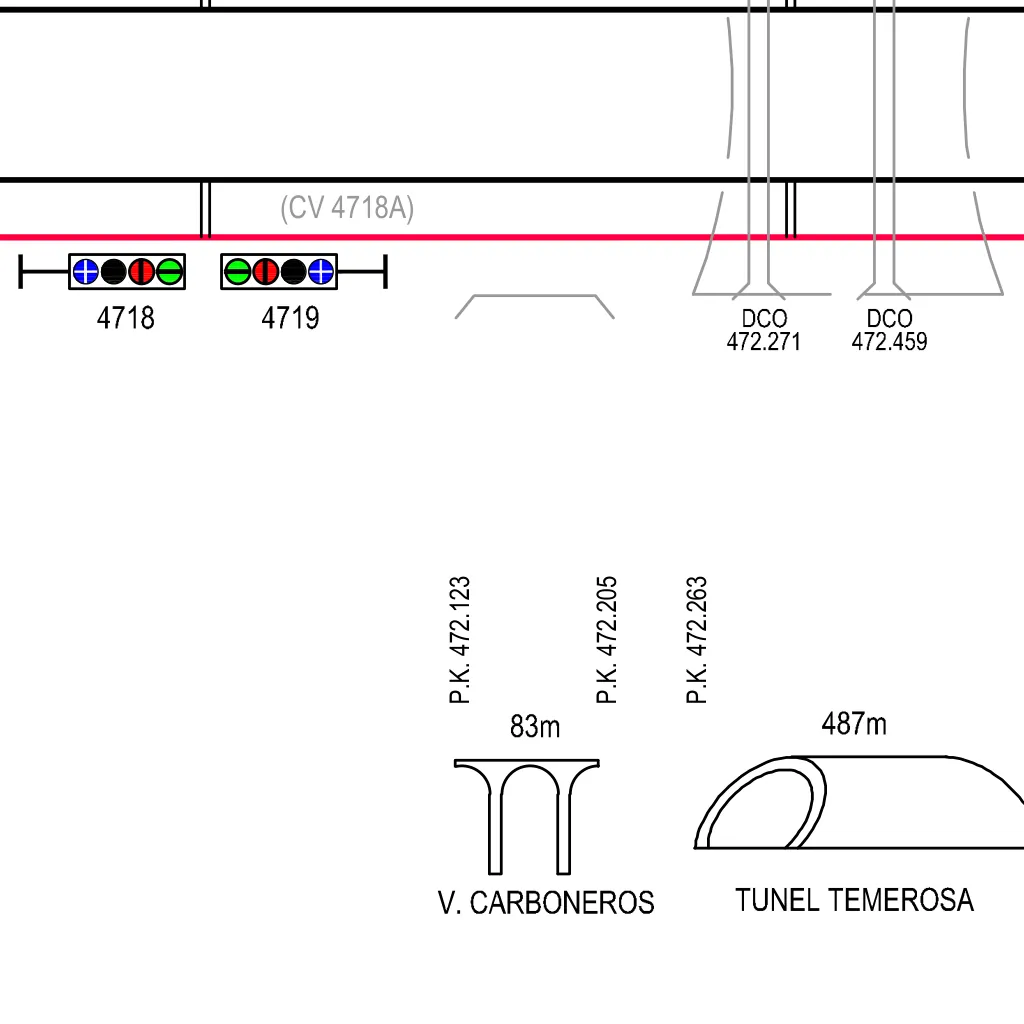 (CV 4718A)
4718
4719
DCO
472.271
DCO
472.459
P.K. 472.123
P.K. 472.205
P.K. 472.263
83m
487m
V. CARBONEROS
TUNEL TEMEROSA